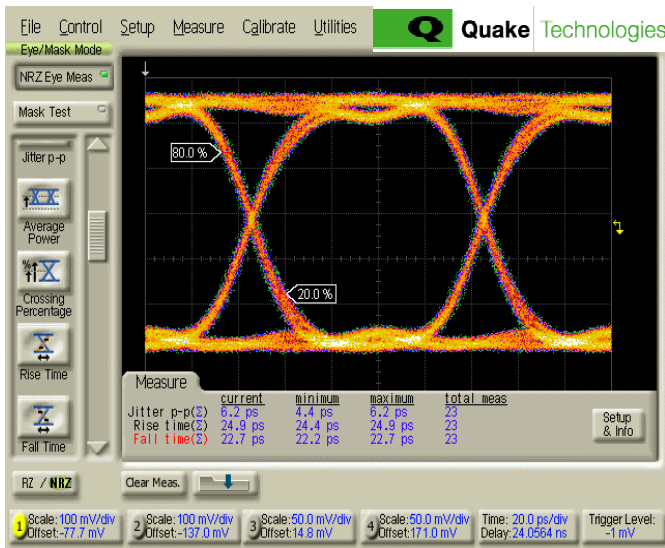 File Control Setup Measure Calibrate Utilities
Quake Technologies
Eye/Mask Mode
NRZ Eye Meas
Mask Test
Jitter p-p
Average
Power
Crossing
Percentage
Rise Time
Fall Time
80.0 %
20.0 %
Measure
current minimum maximum total meas
Jitter p-p(Σ) 6.2 ps 4.4 ps 6.2 ps 23
Rise time(Σ) 24.9 ps 24.4 ps 24.9 ps 23
Fall time(Σ) 22.7 ps 22.2 ps 22.7 ps 23
Setup
& Info
RZ / NRZ
Clear Meas.
1 Scale:100 mV/div
Offset:-77.7 mV
2 Scale:100 mV/div
Offset:-137.0 mV
3 Scale:50.0 mV/div
Offset:14.8 mV
4 Scale:50.0 mV/div
Offset:171.0 mV
Time: 20.0 ps/div
Delay:24.0564 ns
Trigger Level:
-1 mV